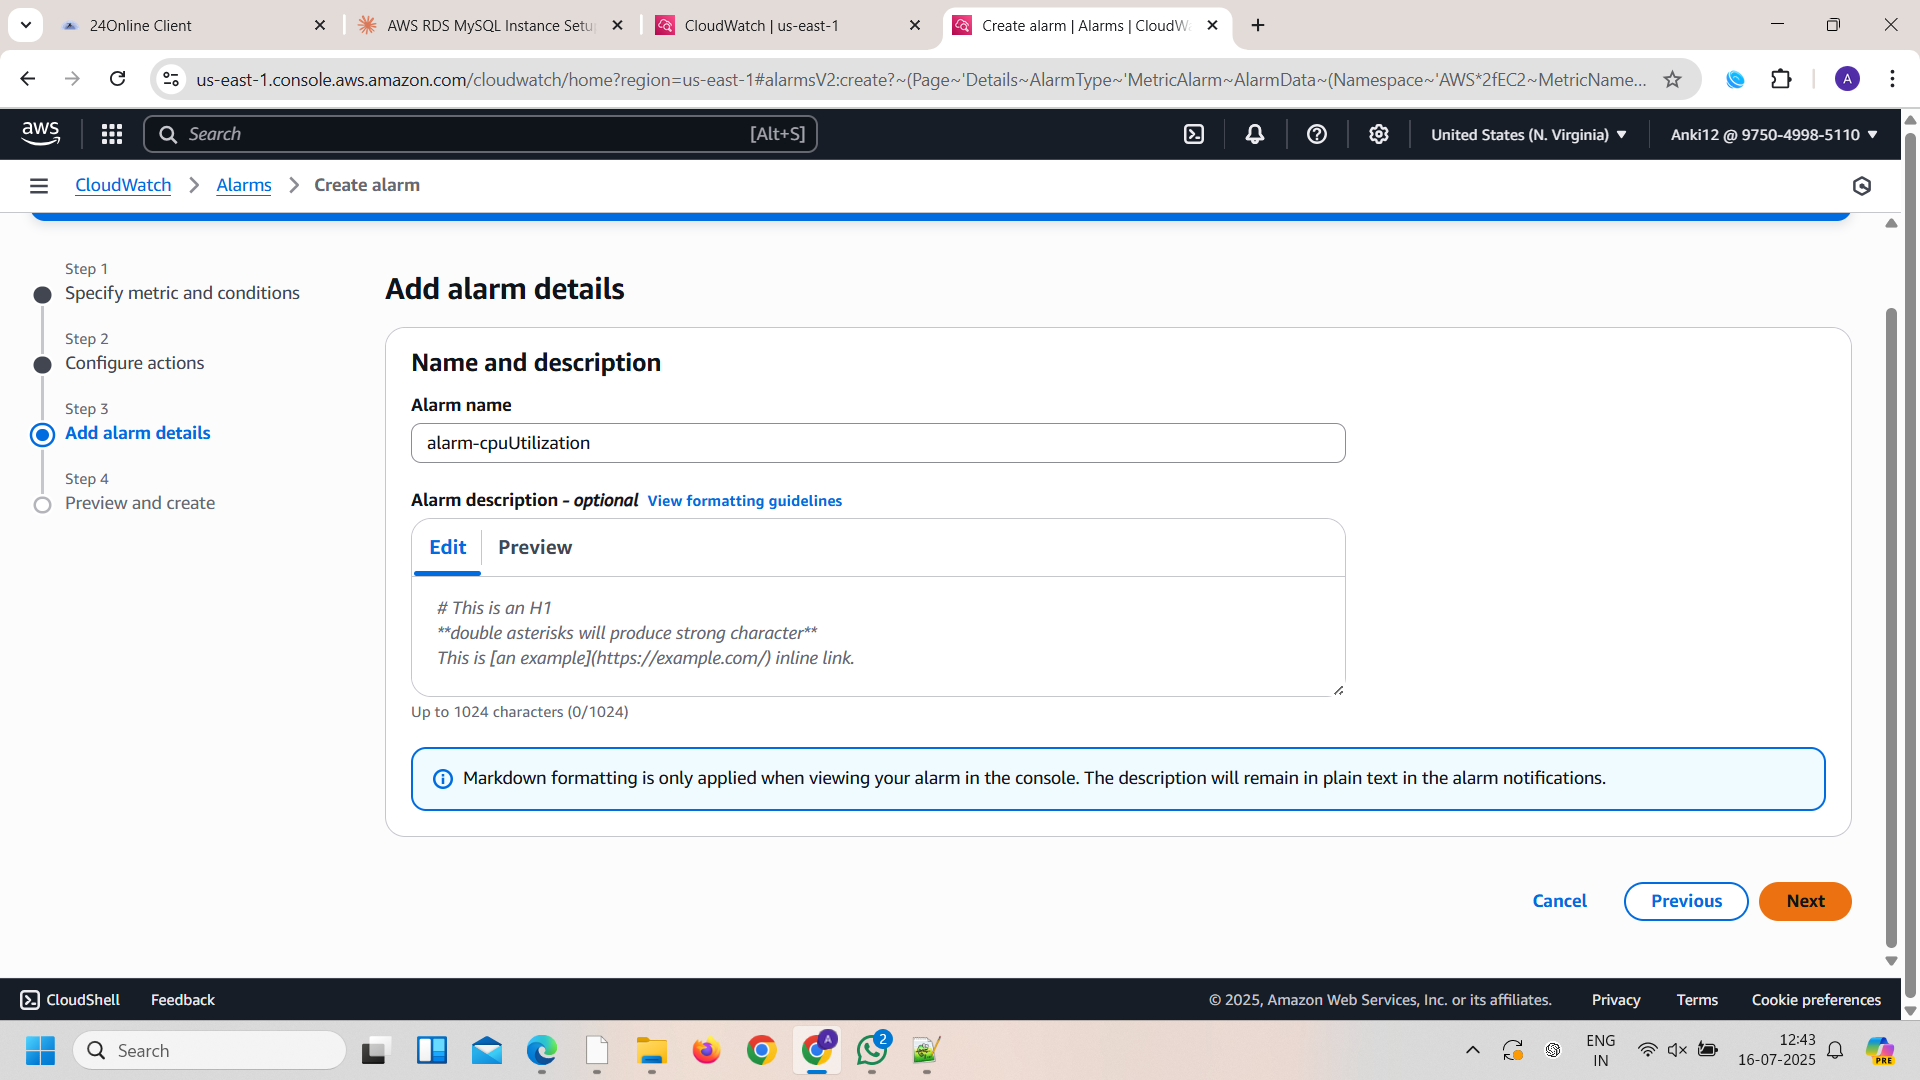 24Online Client
AWS RDS MySQL Instance Setu
CloudWatch | us-east-1
Create alarm | Alarms | CloudWa
us-east-1.console.aws.amazon.com/cloudwatch/home?region=us-east-1#alarmsV2:create?~(Page~'Details~AlarmType~'MetricAlarm~AlarmData~(Namespace~'AWS*2fEC2~MetricName...
A
aws
Search
[Alt+S]
United States (N. Virginia)
Anki12 @ 9750-4998-5110
CloudWatch
Alarms
Create alarm
Step 1
Specify metric and conditions
Step 2
Configure actions
Step 3
Add alarm details
Step 4
Preview and create
Add alarm details
Name and description
Alarm name
alarm-cpuUtilization
Alarm description - optional View formatting guidelines
Edit
Preview
# This is an H1
**double asterisks will produce strong character**
This is [an example](https://example.com/) inline link.
Up to 1024 characters (0/1024)
Markdown formatting is only applied when viewing your alarm in the console. The description will remain in plain text in the alarm notifications.
Cancel
Previous
Next
CloudShell
Feedback
© 2025, Amazon Web Services, Inc. or its affiliates.
Privacy
Terms
Cookie preferences
Search
A
2
ENG
IN
12:43
16-07-2025
PRE